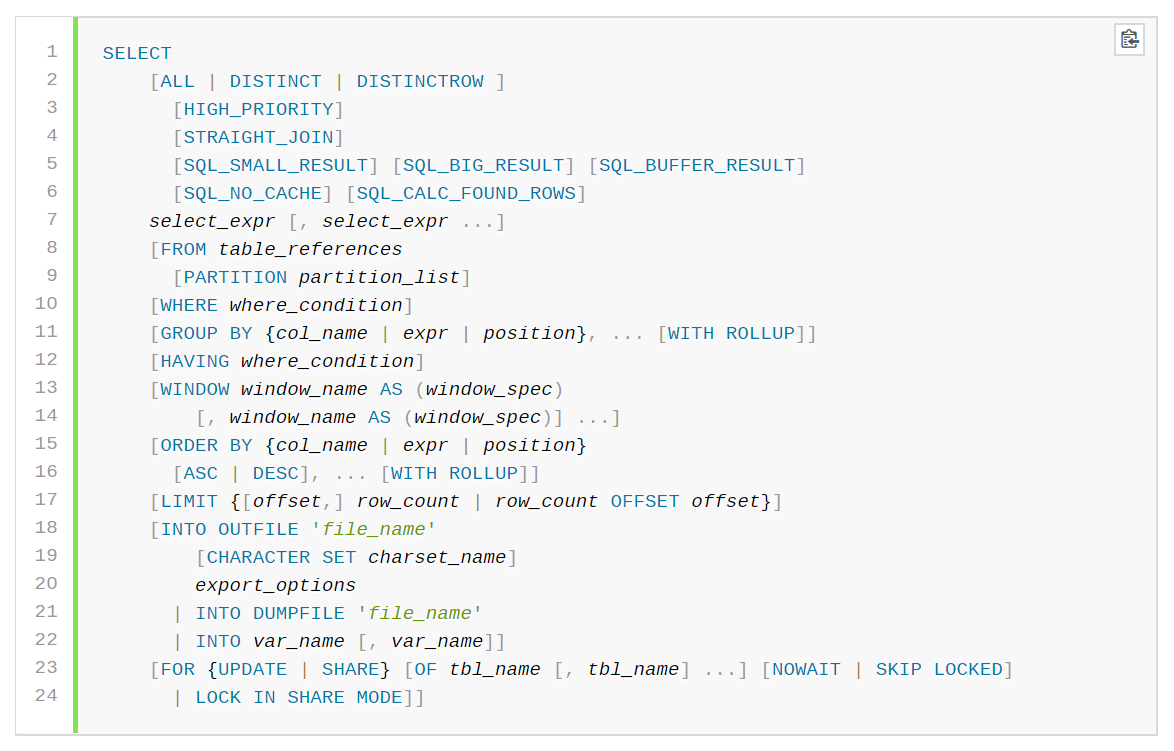 1 SELECT
2 [ALL | DISTINCT | DISTINCTROW ]
3 [HIGH_PRIORITY]
4 [STRAIGHT_JOIN]
5 [SQL_SMALL_RESULT] [SQL_BIG_RESULT] [SQL_BUFFER_RESULT]
6 [SQL_NO_CACHE] [SQL_CALC_FOUND_ROWS]
7 select_expr [, select_expr ...]
8 [FROM table_references
9 [PARTITION partition_list]
10 [WHERE where_condition]
11 [GROUP BY {col_name | expr | position}, ... [WITH ROLLUP]]
12 [HAVING where_condition]
13 [WINDOW window_name AS (window_spec)
14 [, window_name AS (window_spec)] ...]
15 [ORDER BY {col_name | expr | position}
16 [ASC | DESC], ... [WITH ROLLUP]]
17 [LIMIT {[offset,] row_count | row_count OFFSET offset}]
18 [INTO OUTFILE 'file_name'
19 [CHARACTER SET charset_name]
20 export_options
21 | INTO DUMPFILE 'file_name'
22 | INTO var_name [, var_name]]
23 [FOR {UPDATE | SHARE} [OF tbl_name [, tbl_name] ...] [NOWAIT | SKIP LOCKED]
24 | LOCK IN SHARE MODE]]